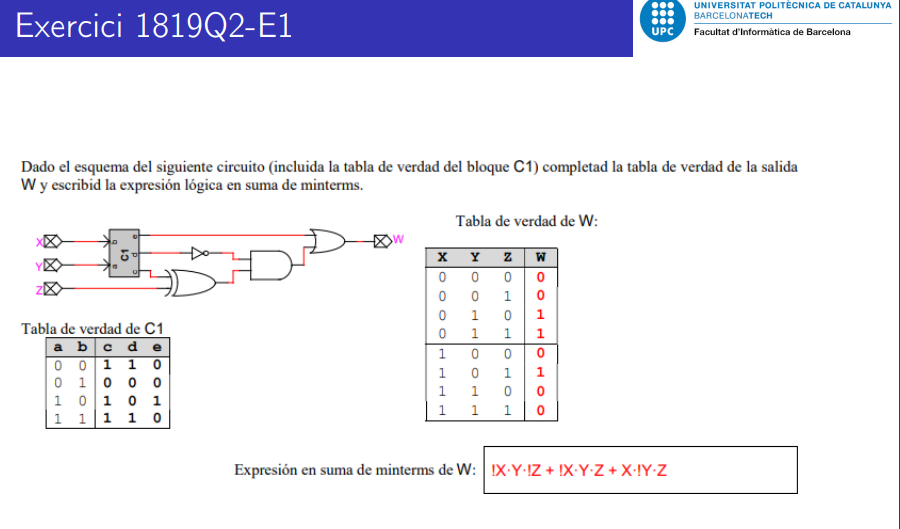 Exercici 1819Q2-E1
UNIVERSITAT POLITÈCNICA DE CATALUNYA
BARCELONATECH
Facultat d'Informàtica de Barcelona
UPC
Dado el esquema del siguiente circuito (incluida la tabla de verdad del bloque C1) completad la tabla de verdad de la salida
W y escribid la expresión lógica en suma de minterms.
X
Y
Z
b
a
C1
e
d
c
W
Tabla de verdad de C1
a b c d e
0 0 1 1 0
0 1 0 0 0
1 0 1 0 1
1 1 1 1 0
Tabla de verdad de W:
X Y Z W
0 0 0 0
0 0 1 0
0 1 0 1
0 1 1 1
1 0 0 0
1 0 1 1
1 1 0 0
1 1 1 0
Expresión en suma de minterms de W: !X·Y·!Z + !X·Y·Z + X·!Y·Z